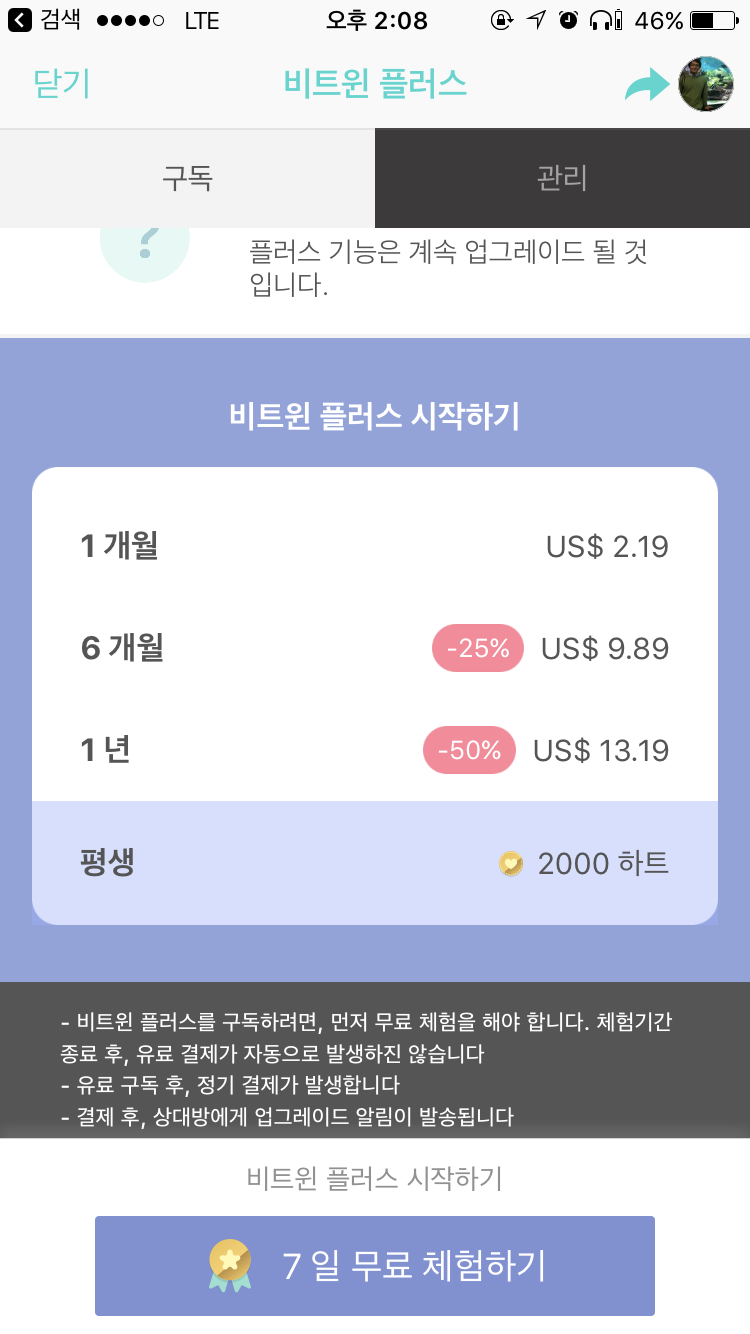 검색 LTE 오후 2:08 46%
닫기 비트윈 플러스
구독 관리
?
플러스 기능은 계속 업그레이드 될 것
입니다.
비트윈 플러스 시작하기
1 개월 US$ 2.19
6 개월 -25% US$ 9.89
1 년 -50% US$ 13.19
평생 2000 하트
- 비트윈 플러스를 구독하려면, 먼저 무료 체험을 해야 합니다. 체험기간
종료 후, 유료 결제가 자동으로 발생하진 않습니다
- 유료 구독 후, 정기 결제가 발생합니다
- 결제 후, 상대방에게 업그레이드 알림이 발송됩니다
비트윈 플러스 시작하기
7 일 무료 체험하기